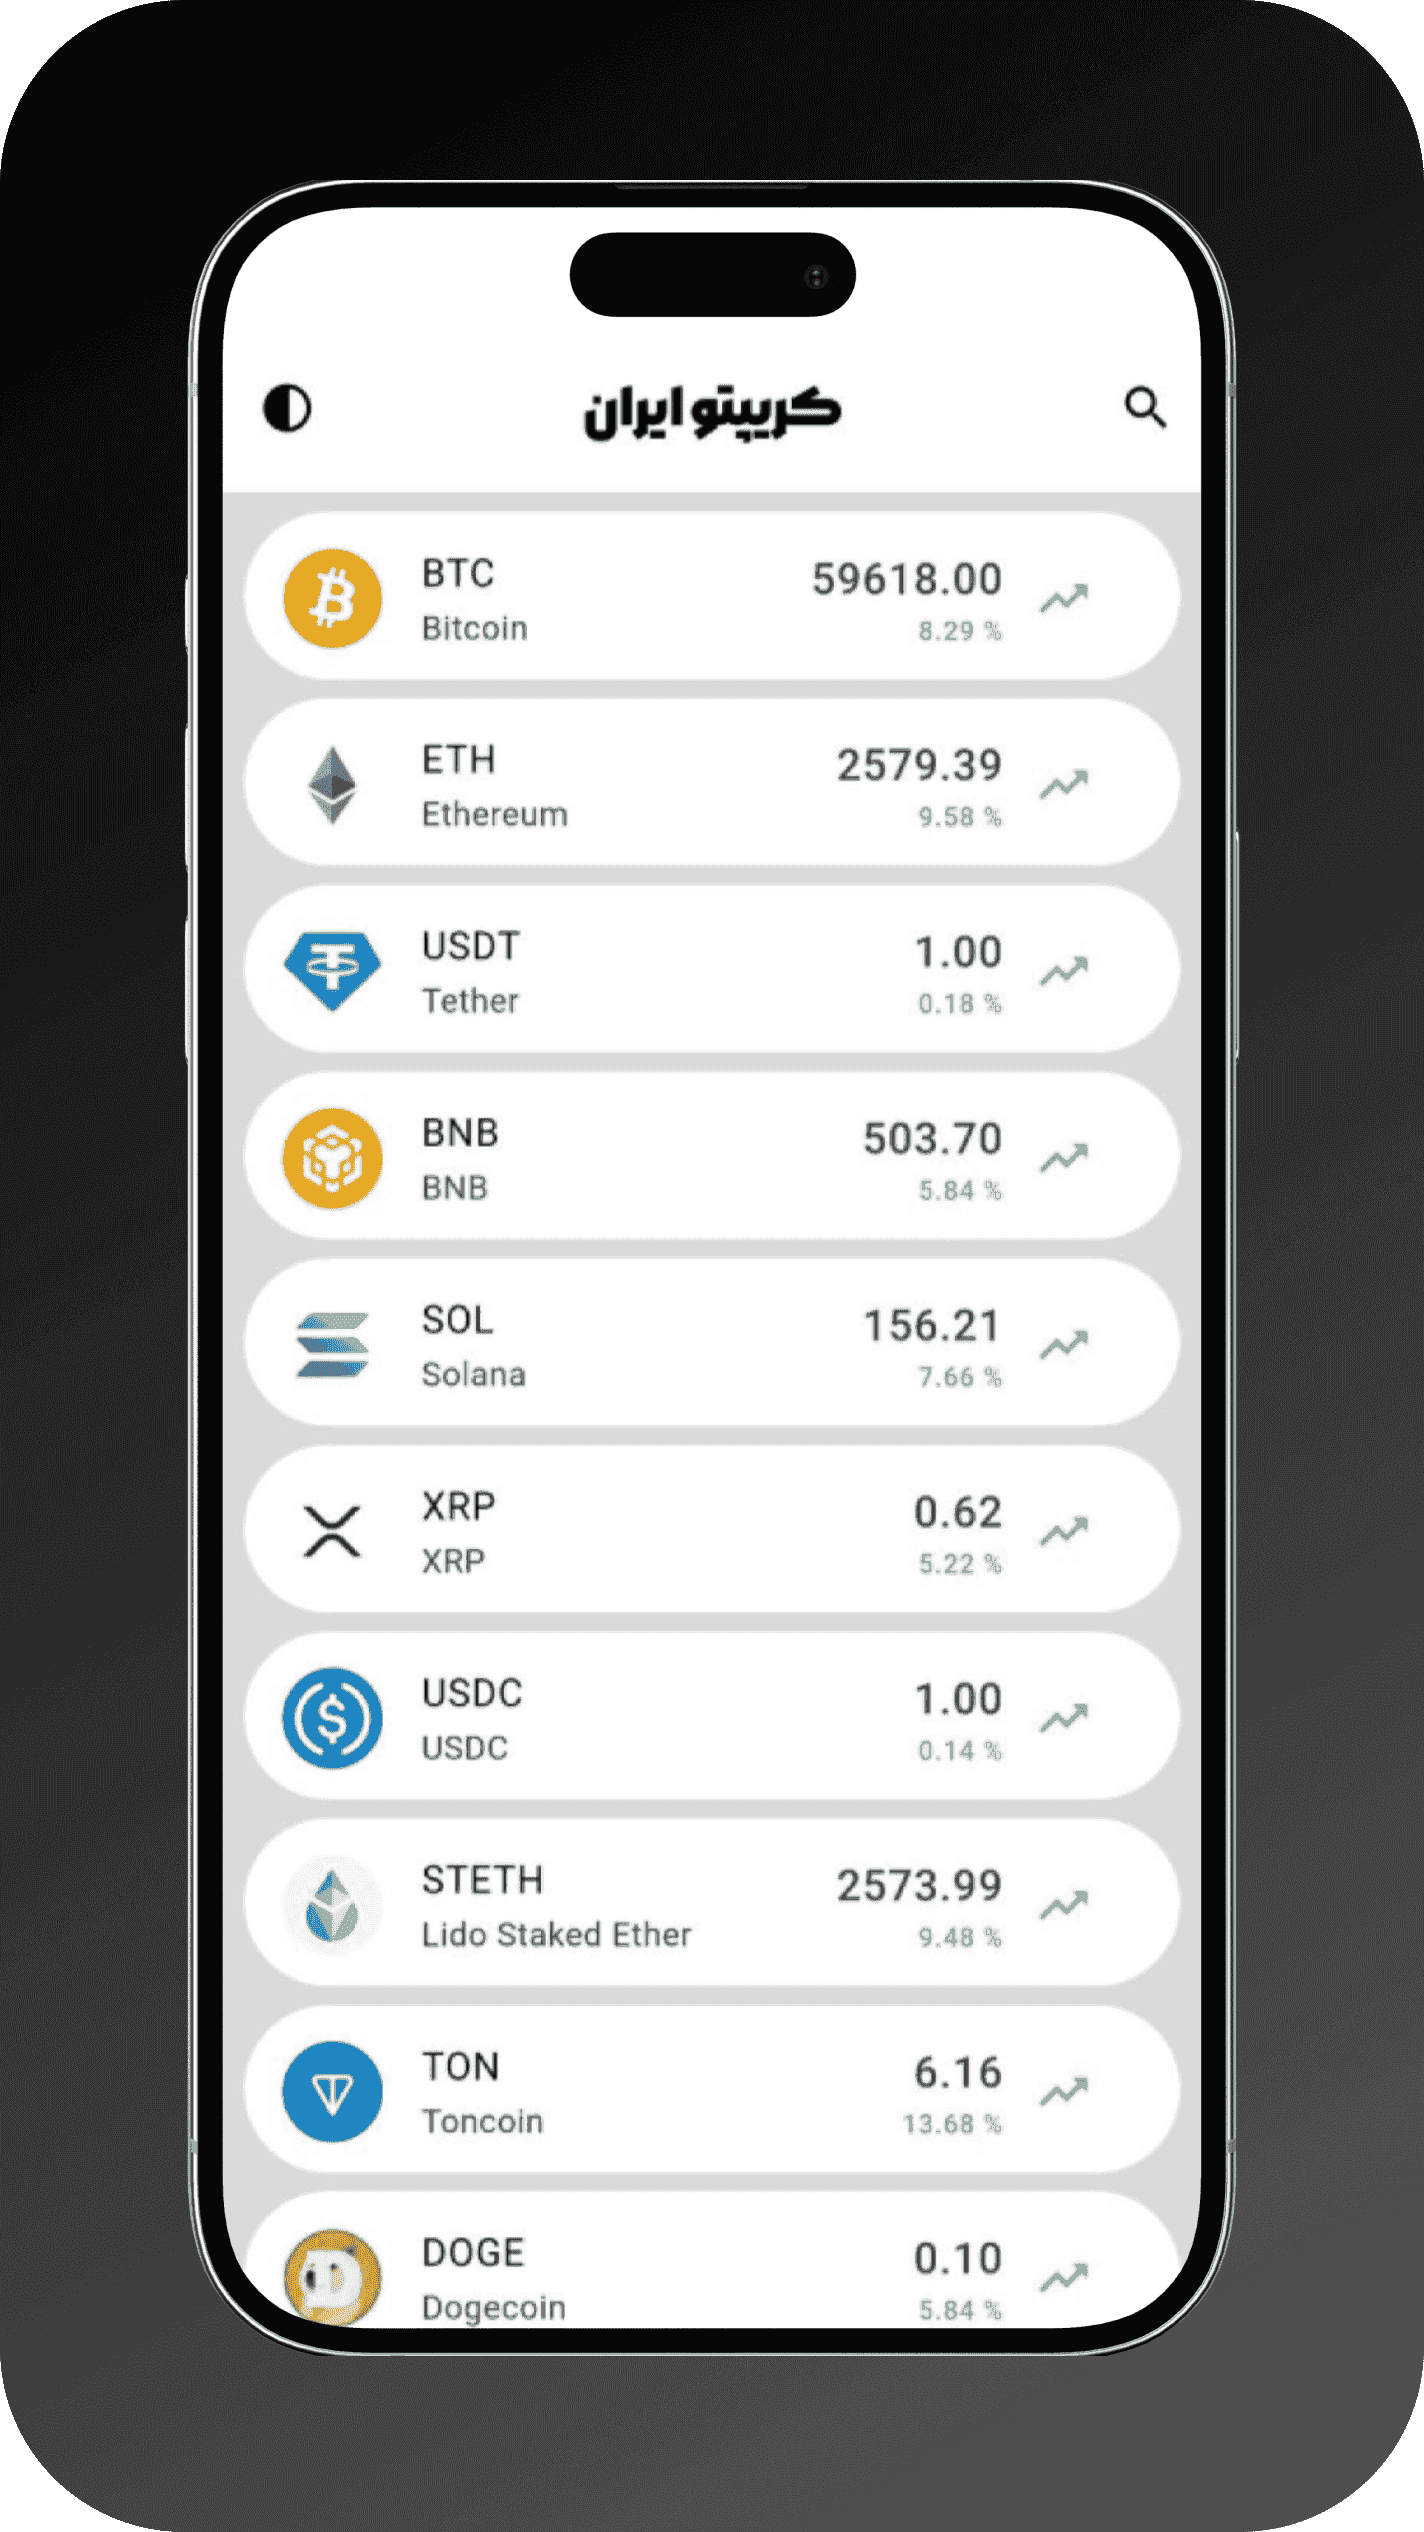 کریپتو ایران
BTC 59618.00
Bitcoin 8.29 %
ETH 2579.39
Ethereum 9.58 %
USDT 1.00
Tether 0.18 %
BNB 503.70
BNB 5.84 %
SOL 156.21
Solana 7.66 %
XRP 0.62
XRP 5.22 %
USDC 1.00
USDC 0.14 %
STETH 2573.99
Lido Staked Ether 9.48 %
TON 6.16
Toncoin 13.68 %
DOGE 0.10
Dogecoin 5.84 %